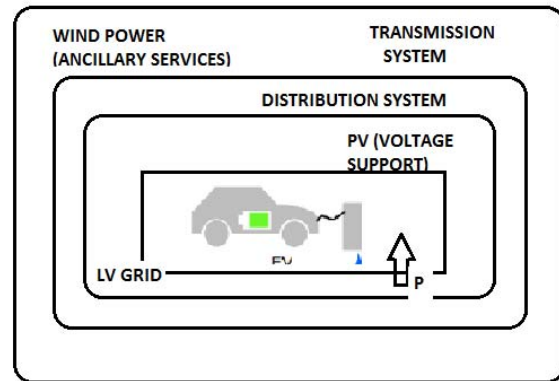 WIND POWER
(ANCILLARY SERVICES)
TRANSMISSION
SYSTEM
DISTRIBUTION SYSTEM
PV (VOLTAGE
SUPPORT)
LV GRID
P